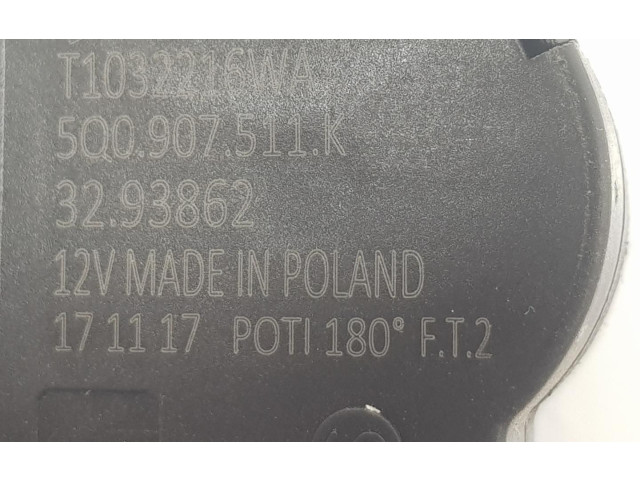 T1032216WA
5Q0.907.511.K
32.93862
12V MADE IN POLAND
17 11 17 POTI 180° F.T.2